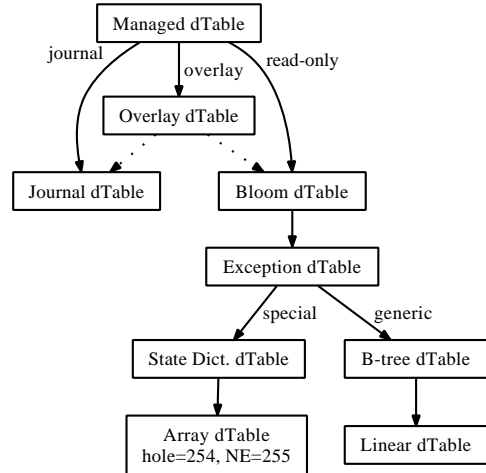 Managed dTable
journal
overlay
read-only
Overlay dTable
Journal dTable
Bloom dTable
Exception dTable
special
generic
State Dict. dTable
B-tree dTable
Array dTable
hole=254, NE=255
Linear dTable